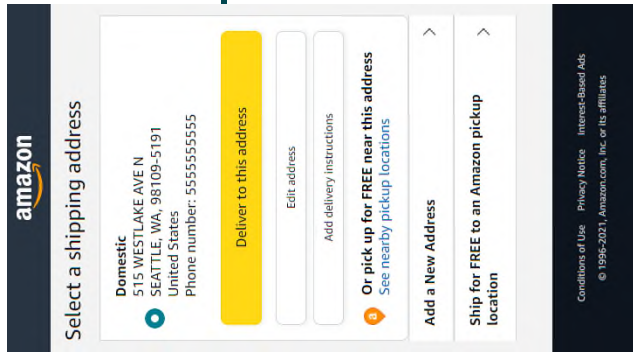 amazon
Select a shipping address
Domestic
515 WESTLAKE AVE N
SEATTLE, WA, 98109-5191
United States
Phone number: 5555555555
Deliver to this address
Edit address
Add delivery instructions
a
Or pick up for FREE near this address
See nearby pickup locations
Add a New Address
Ship for FREE to an Amazon pickup
location
Conditions of Use Privacy Notice Interest-Based Ads
© 1996-2021, Amazon.com, Inc. or its affiliates